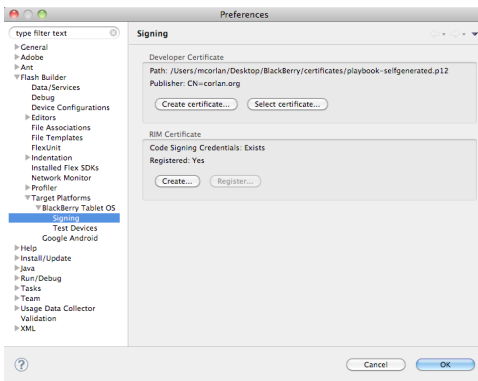 Preferences
type filter text
General
Adobe
Ant
Flash Builder
Data/Services
Debug
Device Configurations
Editors
File Associations
File Templates
FlexUnit
Indentation
Installed Flex SDKs
Network Monitor
Profiler
Target Platforms
BlackBerry Tablet OS
Signing
Test Devices
Google Android
Help
Install/Update
Java
Run/Debug
Tasks
Team
Usage Data Collector
Validation
XML
Signing
Developer Certificate
Path: /Users/mcorlan/Desktop/BlackBerry/certificates/playbook-selfgenerated.p12
Publisher: CN=corlan.org
Create certificate... Select certificate...
RIM Certificate
Code Signing Credentials: Exists
Registered: Yes
Create... Register...
? Cancel OK